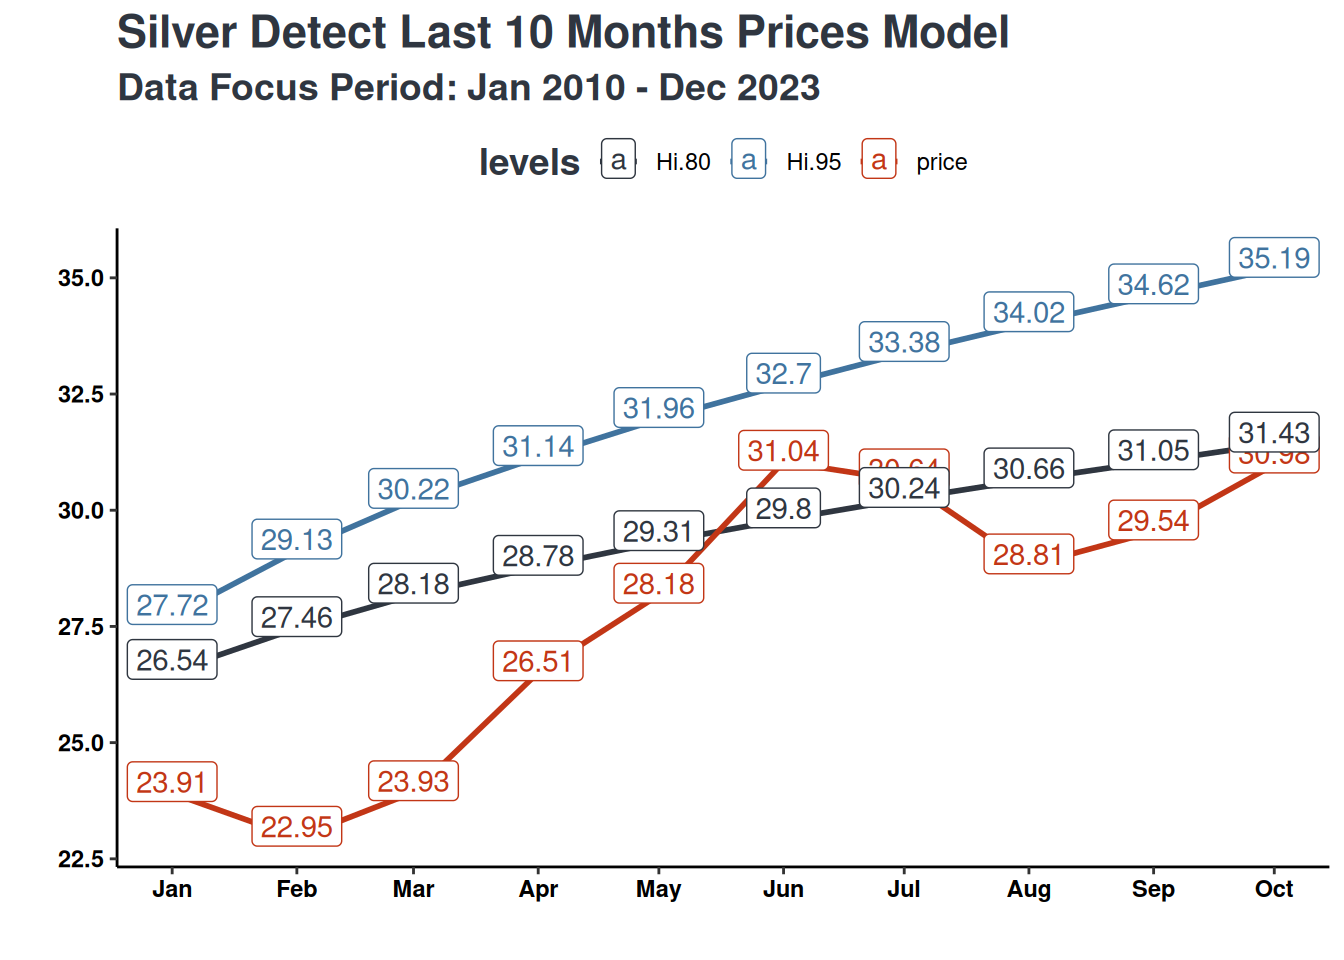 Silver Detect Last 10 Months Prices Model
Data Focus Period: Jan 2010 - Dec 2023
levels a Hi.80 a Hi.95 a price
35.0
32.5
30.0
27.5
25.0
22.5
27.72 29.13 30.22 31.14 31.96 32.7 33.38 34.02 34.62 35.19
26.54 27.46 28.18 28.78 29.31 29.8 30.24 30.66 31.05 31.43
23.91 22.95 23.93 26.51 28.18 31.04 30.64 28.81 29.54 30.98
Jan Feb Mar Apr May Jun Jul Aug Sep Oct